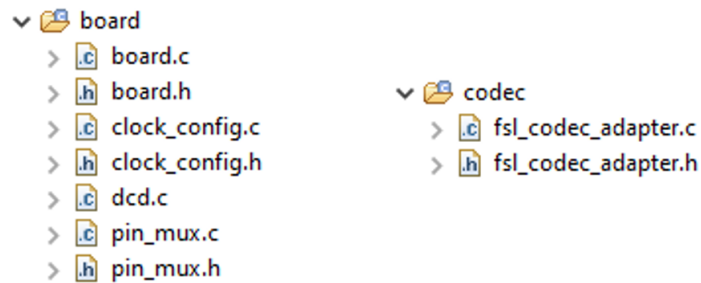 board
board.c
board.h
clock_config.c
clock_config.h
dcd.c
pin_mux.c
pin_mux.h
codec
fsl_codec_adapter.c
fsl_codec_adapter.h